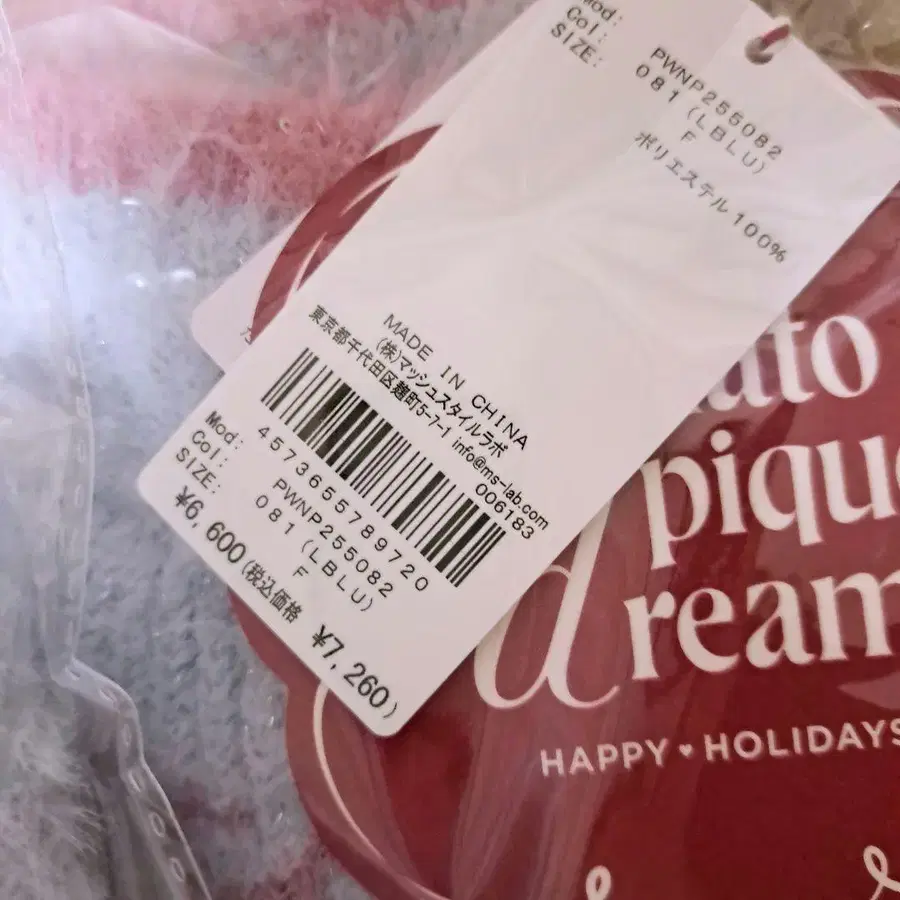 Mod:
Col:
SIZE:
PWNP255082
081(LBLU)
F
ポリエステル100%
MADE IN CHINA
(株)マッシュスタイルラボ
東京都千代田区麹町5-7-1 info@ms-lab.com
006183
4573655789720
Mod: PWNP255082
Col: 081(LBLU)
SIZE: F
¥6,600(税込価格 ¥7,260)
piqu
dream
HAPPY♥HOLIDAYS